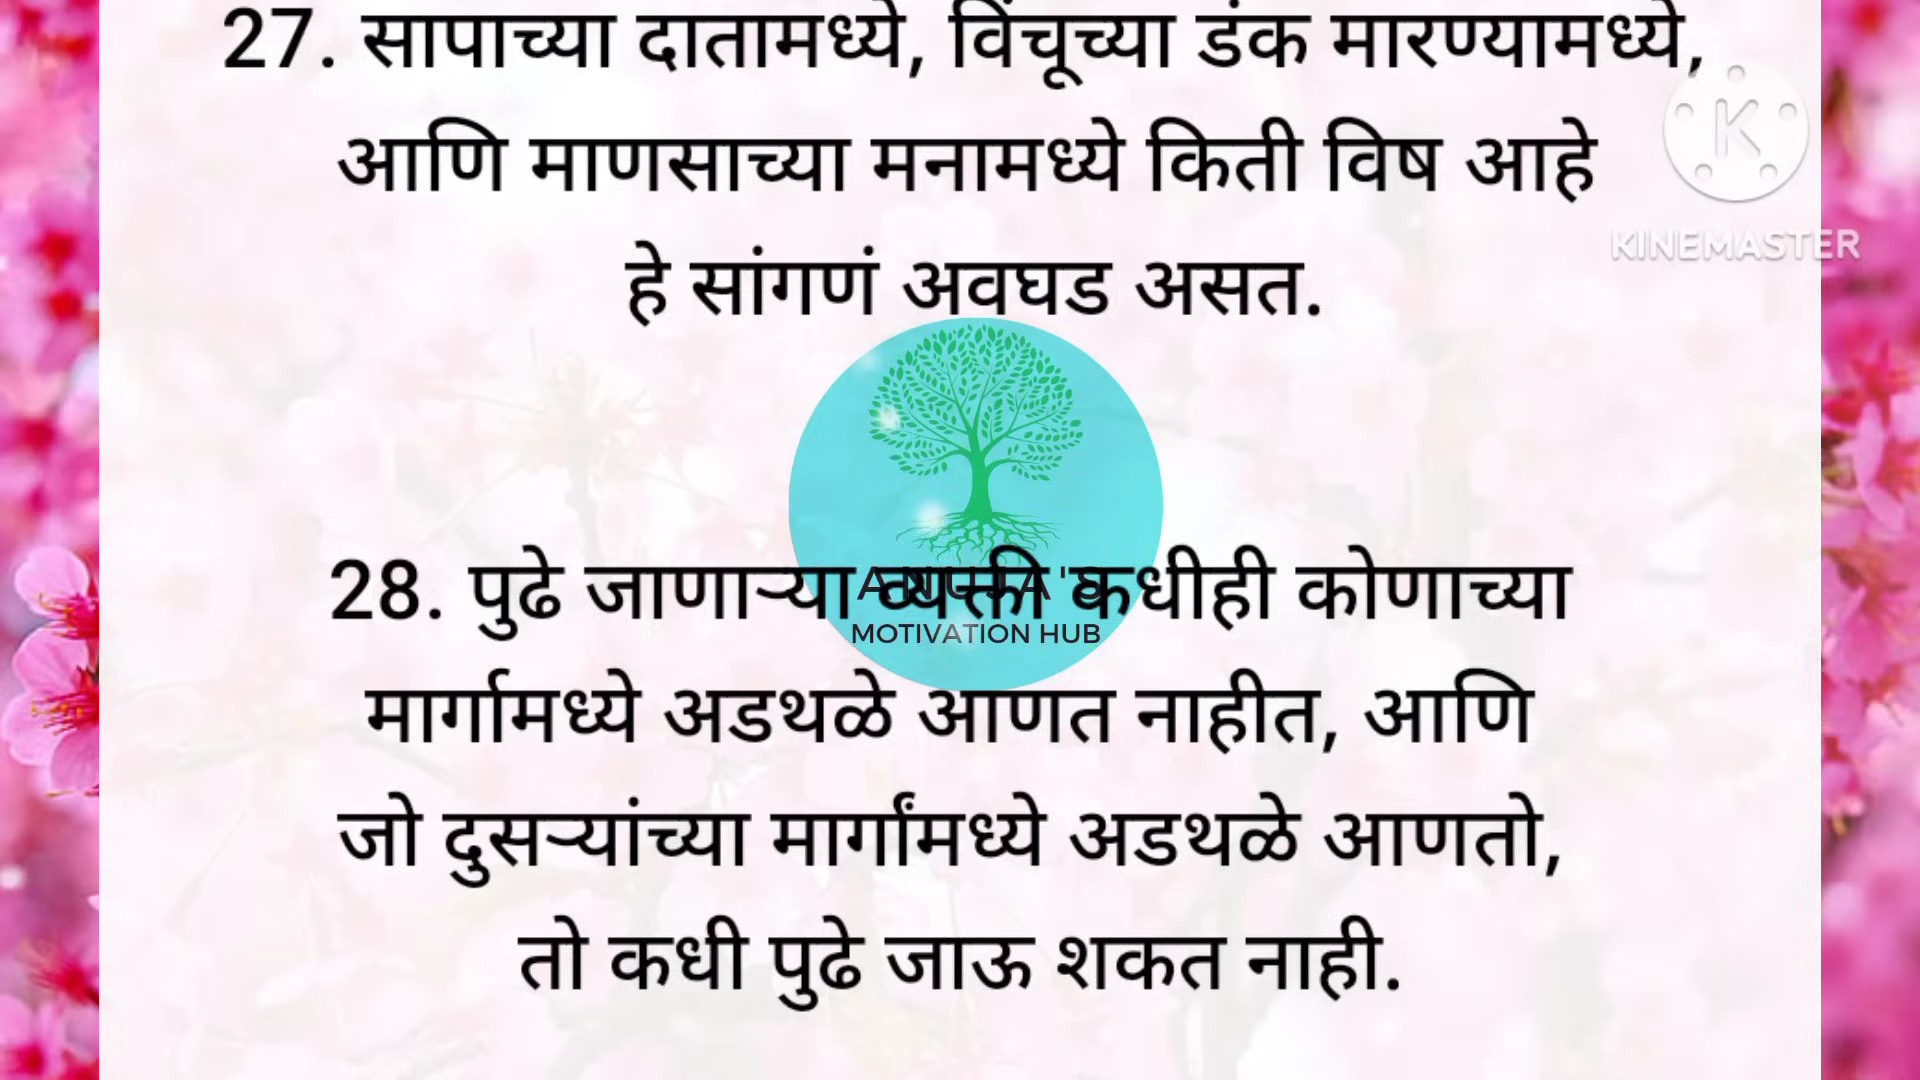 27. सापाच्या दातामध्ये, विंचूच्या डंक मारण्यामध्ये,
आणि माणसाच्या मनामध्ये किती विष आहे
KINEMASTER
हे सांगणं अवघड असत.
28. पुढे जाणाऱ्या व्यक्ती कधीही कोणाच्या
ANUJA'S
MOTIVATION HUB
मार्गामध्ये अडथळे आणत नाहीत, आणि
जो दुसऱ्यांच्या मार्गांमध्ये अडथळे आणतो,
तो कधी पुढे जाऊ शकत नाही.